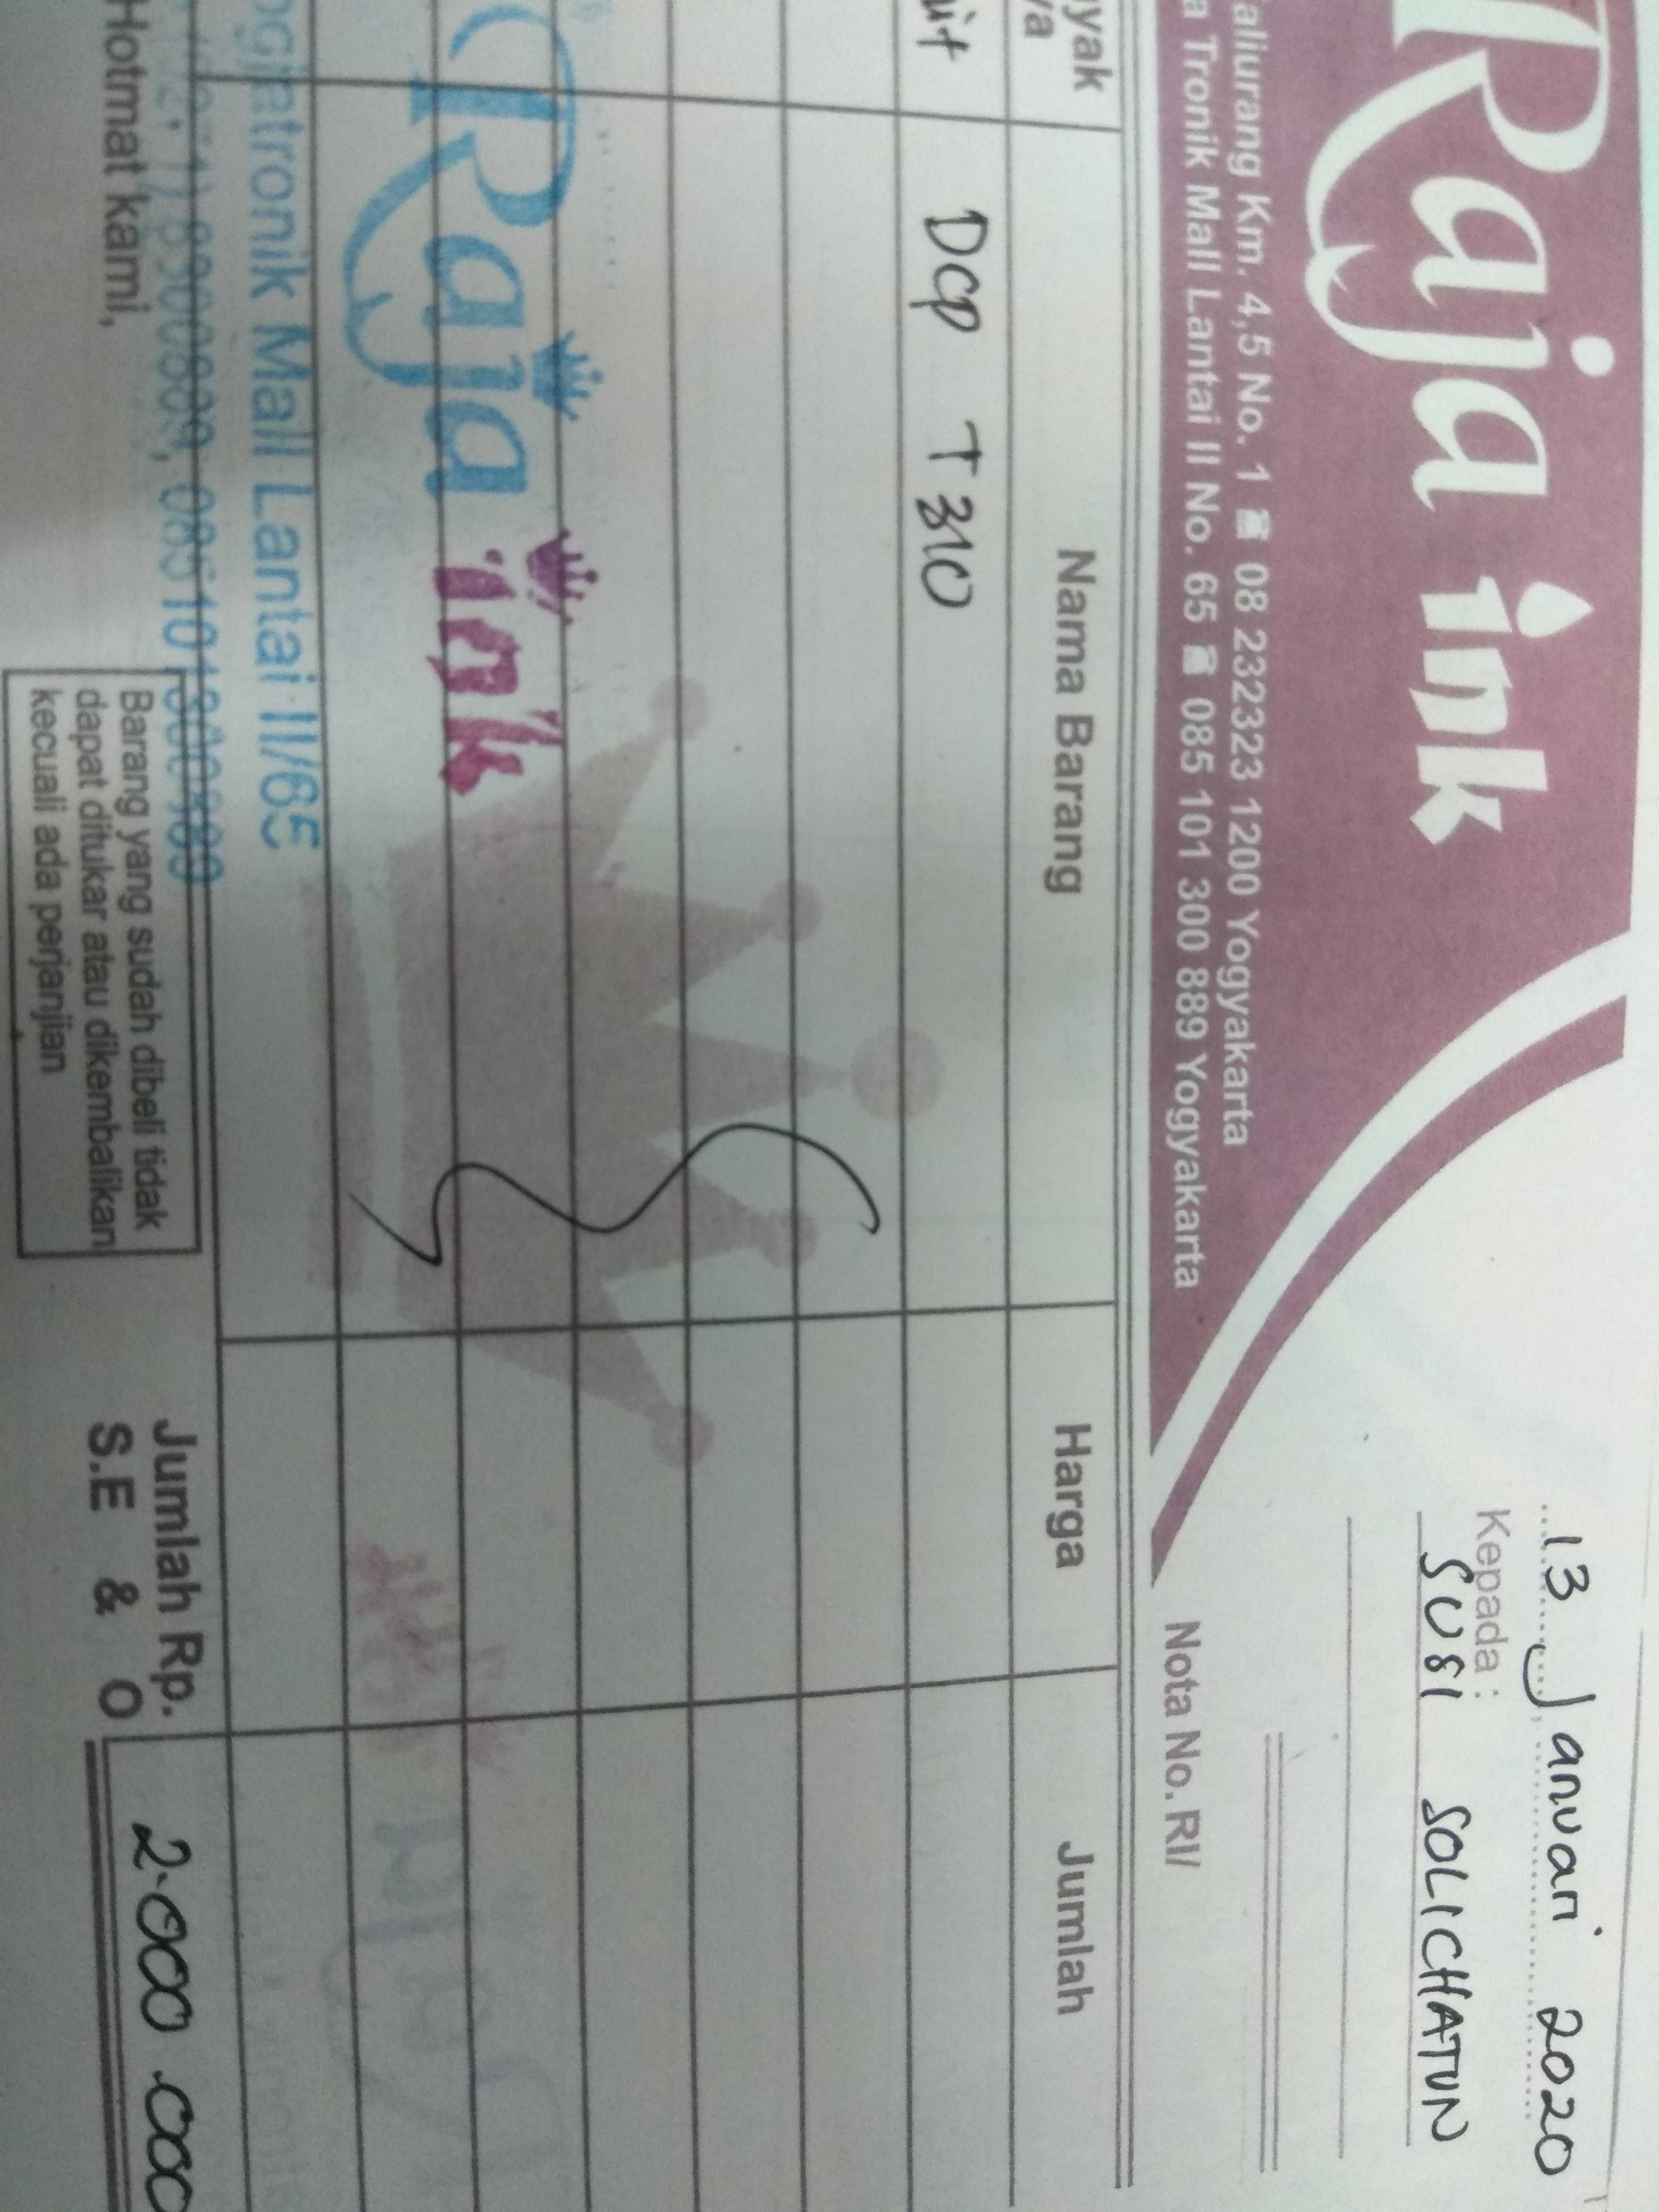 Raja ink
aliurang Km. 4,5 No. 1 ☎ 08 232323 1200 Yogyakarta
a Tronik Mall Lantai II No. 65 ☎ 085 101 300 889 Yogyakarta
13 Januari 2020
Kepada :
SUSI SOLICHATUN
Nota No. RI/
yak
ya
Nama Barang
Harga
Jumlah
it DCP T310
Raja ink
ogjatronik Mall Lantai II/65
Hotmat kami,
Barang yang sudah dibeli tidak
dapat ditukar atau dikembalikan
kecuali ada perjanjian
Jumlah Rp. 2.000.000
S.E & O